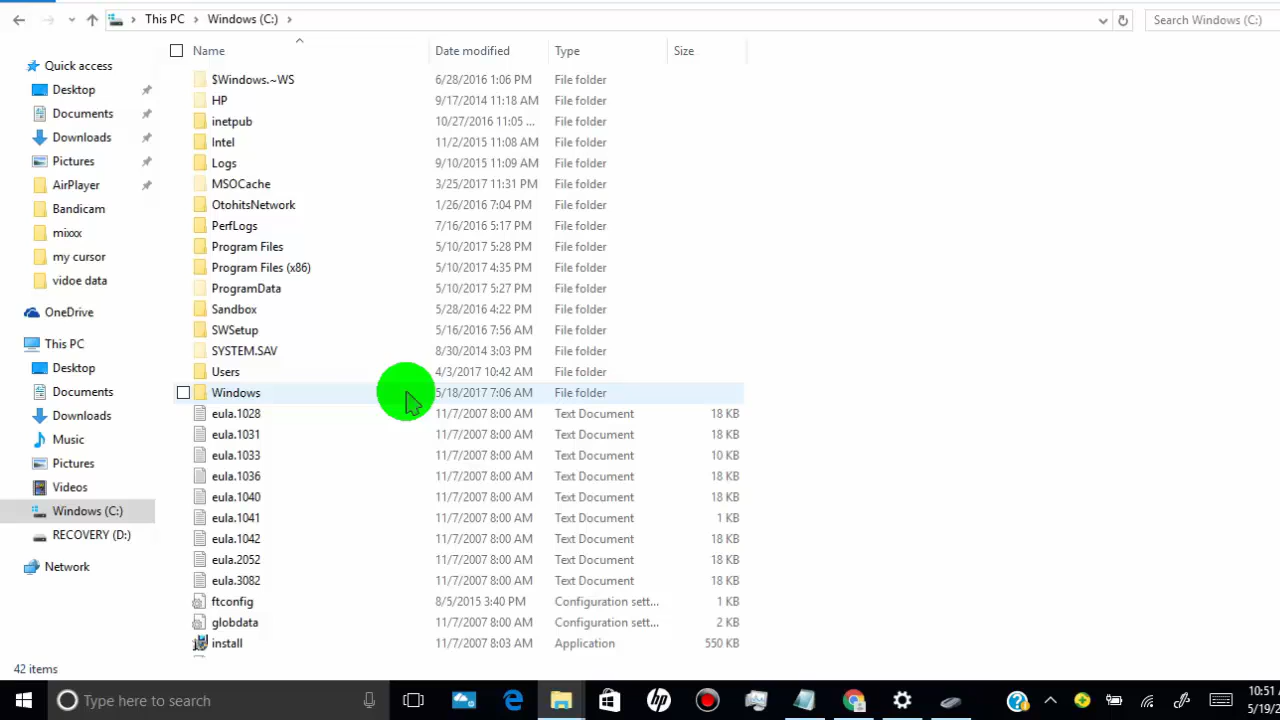 This PC > Windows (C:) >
Search Windows (C:)
Name Date modified Type Size
Quick access
Desktop
Documents
Downloads
Pictures
AirPlayer
Bandicam
mixxx
my cursor
vidoe data
OneDrive
This PC
Desktop
Documents
Downloads
Music
Pictures
Videos
Windows (C:)
RECOVERY (D:)
Network
$Windows.~WS 6/28/2016 1:06 PM File folder
HP 9/17/2014 11:18 AM File folder
inetpub 10/27/2016 11:05 ... File folder
Intel 11/2/2015 11:08 AM File folder
Logs 9/10/2015 11:09 AM File folder
MSOCache 3/25/2017 11:31 PM File folder
OtohitsNetwork 1/26/2016 7:04 PM File folder
PerfLogs 7/16/2016 5:17 PM File folder
Program Files 5/10/2017 5:28 PM File folder
Program Files (x86) 5/10/2017 4:35 PM File folder
ProgramData 5/10/2017 5:27 PM File folder
Sandbox 5/28/2016 4:22 PM File folder
SWSetup 5/16/2016 7:56 AM File folder
SYSTEM.SAV 8/30/2014 3:03 PM File folder
Users 4/3/2017 10:42 AM File folder
Windows 5/18/2017 7:06 AM File folder
eula.1028 11/7/2007 8:00 AM Text Document 18 KB
eula.1031 11/7/2007 8:00 AM Text Document 18 KB
eula.1033 11/7/2007 8:00 AM Text Document 10 KB
eula.1036 11/7/2007 8:00 AM Text Document 18 KB
eula.1040 11/7/2007 8:00 AM Text Document 18 KB
eula.1041 11/7/2007 8:00 AM Text Document 1 KB
eula.1042 11/7/2007 8:00 AM Text Document 18 KB
eula.2052 11/7/2007 8:00 AM Text Document 18 KB
eula.3082 11/7/2007 8:00 AM Text Document 18 KB
ftconfig 8/5/2015 3:40 PM Configuration sett... 1 KB
globdata 11/7/2007 8:00 AM Configuration sett... 2 KB
install 11/7/2007 8:03 AM Application 550 KB
42 items
Type here to search
10:51
5/19/2